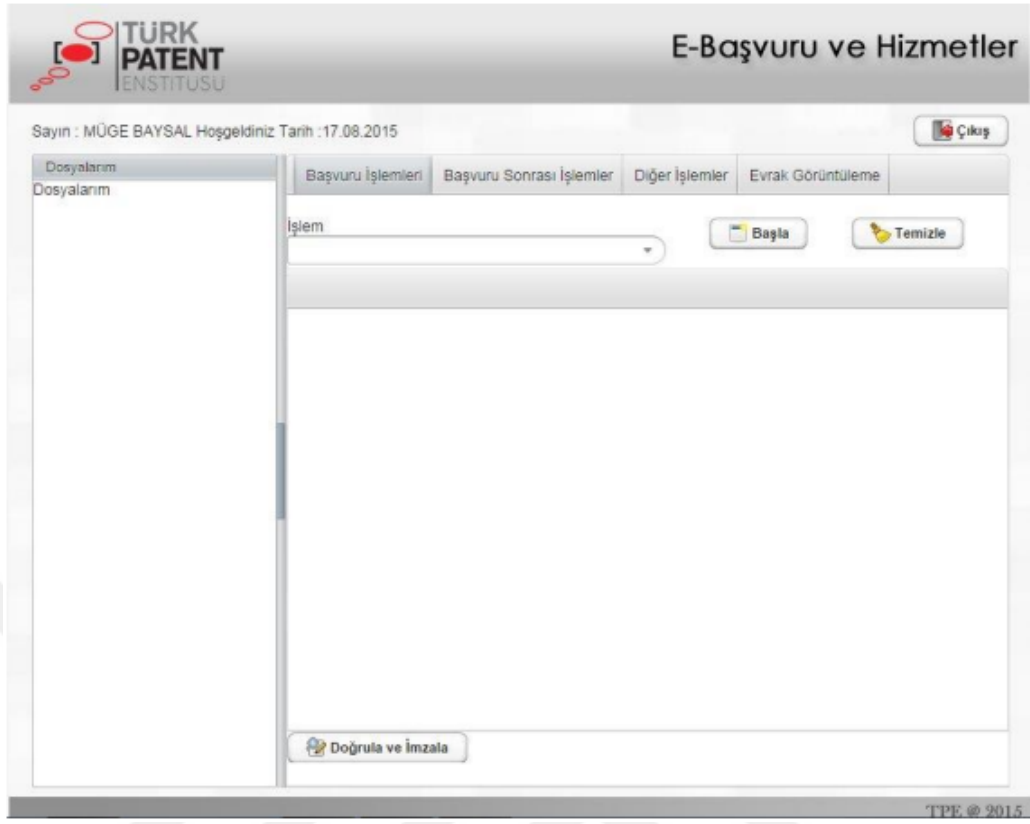 TÜRK
PATENT
ENSTITUSU
E-Başvuru ve Hizmetler
Sayın : MÜGE BAYSAL Hoşgeldiniz Tarih :17.08.2015
Çıkış
Dosyalarım
Dosyalarım
Başvuru İşlemleri Başvuru Sonrası İşlemler Diğer İşlemler Evrak Görüntüleme
İşlem
Başla Temizle
Doğrula ve İmzala
TPE @ 2015